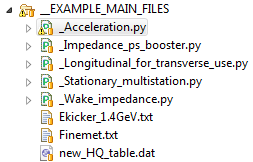 __EXAMPLE_MAIN_FILES
_Acceleration.py
_Impedance_ps_booster.py
_Longitudinal_for_transverse_use.py
_Stationary_multistation.py
_Wake_impedance.py
Ekicker_1.4GeV.txt
Finemet.txt
new_HQ_table.dat